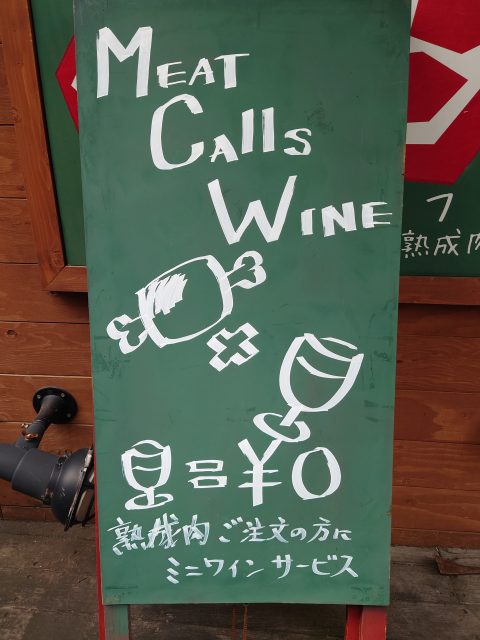 MEAT
CAllS
WINE
フ
熟成肉
×
=¥0
熟成肉ご注文の方に
ミニワインサービス